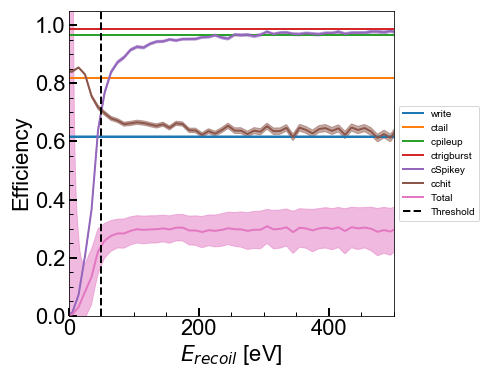 1.0
0.8
0.6
0.4
0.2
0.0
Efficiency
0
200
400
E_recoil [eV]
write
ctail
cpileup
ctrigburst
cSpikey
cchit
Total
Threshold